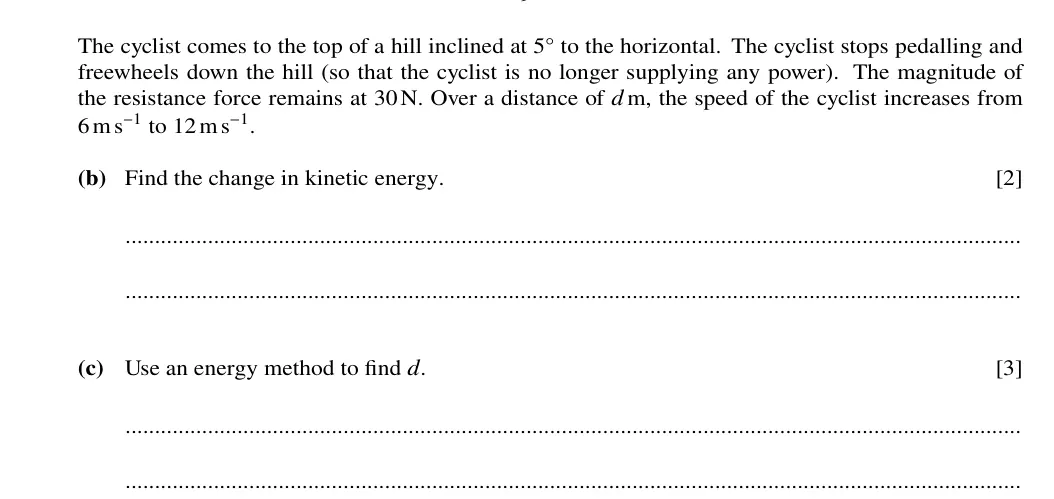 The cyclist comes to the top of a hill inclined at 5° to the horizontal. The cyclist stops pedalling and
freewheels down the hill (so that the cyclist is no longer supplying any power). The magnitude of
the resistance force remains at 30 N. Over a distance of d m, the speed of the cyclist increases from
6 m s⁻¹ to 12 m s⁻¹.
(b) Find the change in kinetic energy. [2]
(c) Use an energy method to find d. [3]